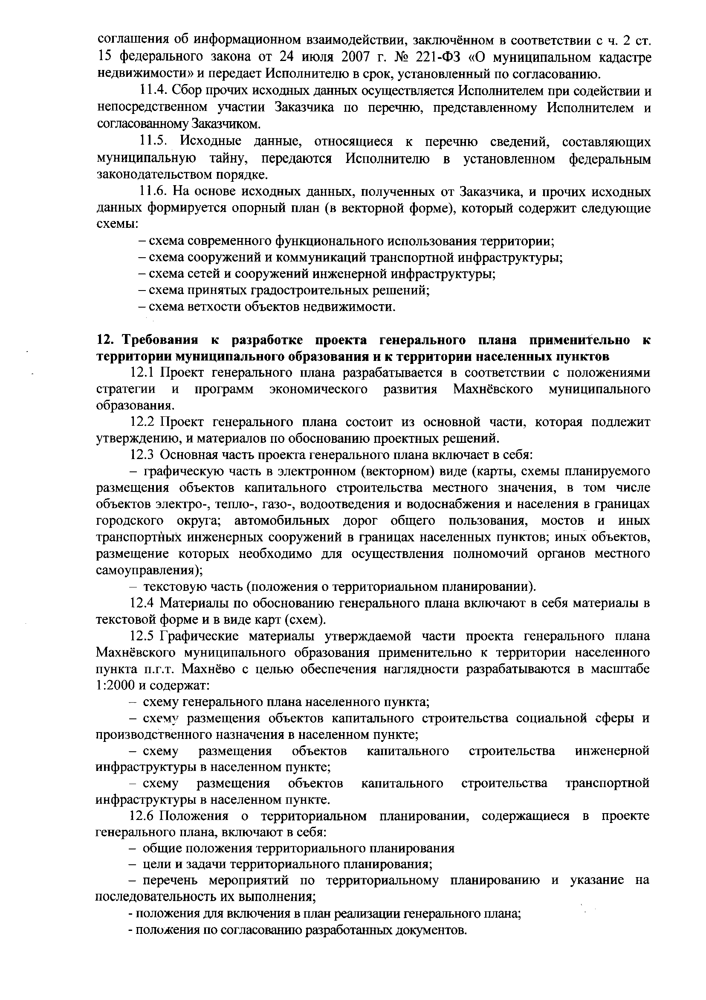 соглашения об информационном взаимодействии, заключённом в соответствии с ч. 2 ст.
15 федерального закона от 24 июля 2007 г. № 221-ФЗ «О муниципальном кадастре
недвижимости» и передает Исполнителю в срок, установленный по согласованию.
11.4. Сбор прочих исходных данных осуществляется Исполнителем при содействии и
непосредственном участии Заказчика по перечню, представленному Исполнителем и
согласованному Заказчиком.
11.5. Исходные данные, относящиеся к перечню сведений, составляющих
муниципальную тайну, передаются Исполнителю в установленном федеральным
законодательством порядке.
11.6. На основе исходных данных, полученных от Заказчика, и прочих исходных
данных формируется опорный план (в векторной форме), который содержит следующие
схемы:
– схема современного функционального использования территории;
– схема сооружений и коммуникаций транспортной инфраструктуры;
– схема сетей и сооружений инженерной инфраструктуры;
– схема принятых градостроительных решений;
– схема ветхости объектов недвижимости.
12. Требования к разработке проекта генерального плана применительно к
территории муниципального образования и к территории населенных пунктов
12.1 Проект генерального плана разрабатывается в соответствии с положениями
стратегии и программ экономического развития Махнёвского муниципального
образования.
12.2 Проект генерального плана состоит из основной части, которая подлежит
утверждению, и материалов по обоснованию проектных решений.
12.3 Основная часть проекта генерального плана включает в себя:
– графическую часть в электронном (векторном) виде (карты, схемы планируемого
размещения объектов капитального строительства местного значения, в том числе
объектов электро-, тепло-, газо-, водоотведения и водоснабжения и населения в границах
городского округа; автомобильных дорог общего пользования, мостов и иных
транспортных инженерных сооружений в границах населенных пунктов; иных объектов,
размещение которых необходимо для осуществления полномочий органов местного
самоуправления);
– текстовую часть (положения о территориальном планировании).
12.4 Материалы по обоснованию генерального плана включают в себя материалы в
текстовой форме и в виде карт (схем).
12.5 Графические материалы утверждаемой части проекта генерального плана
Махнёвского муниципального образования применительно к территории населенного
пункта п.г.т. Махнёво с целью обеспечения наглядности разрабатываются в масштабе
1:2000 и содержат:
– схему генерального плана населенного пункта;
– схему размещения объектов капитального строительства социальной сферы и
производственного назначения в населенном пункте;
– схему размещения объектов капитального строительства инженерной
инфраструктуры в населенном пункте;
– схему размещения объектов капитального строительства транспортной
инфраструктуры в населенном пункте.
12.6 Положения о территориальном планировании, содержащиеся в проекте
генерального плана, включают в себя:
– общие положения территориального планирования
– цели и задачи территориального планирования;
– перечень мероприятий по территориальному планированию и указание на
последовательность их выполнения;
- положения для включения в план реализации генерального плана;
- положения по согласованию разработанных документов.